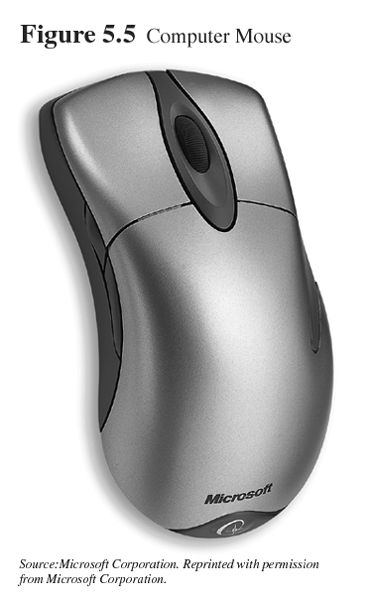 Figure 5.5 Computer Mouse
Microsoft
Source:Microsoft Corporation. Reprinted with permission
from Microsoft Corporation.